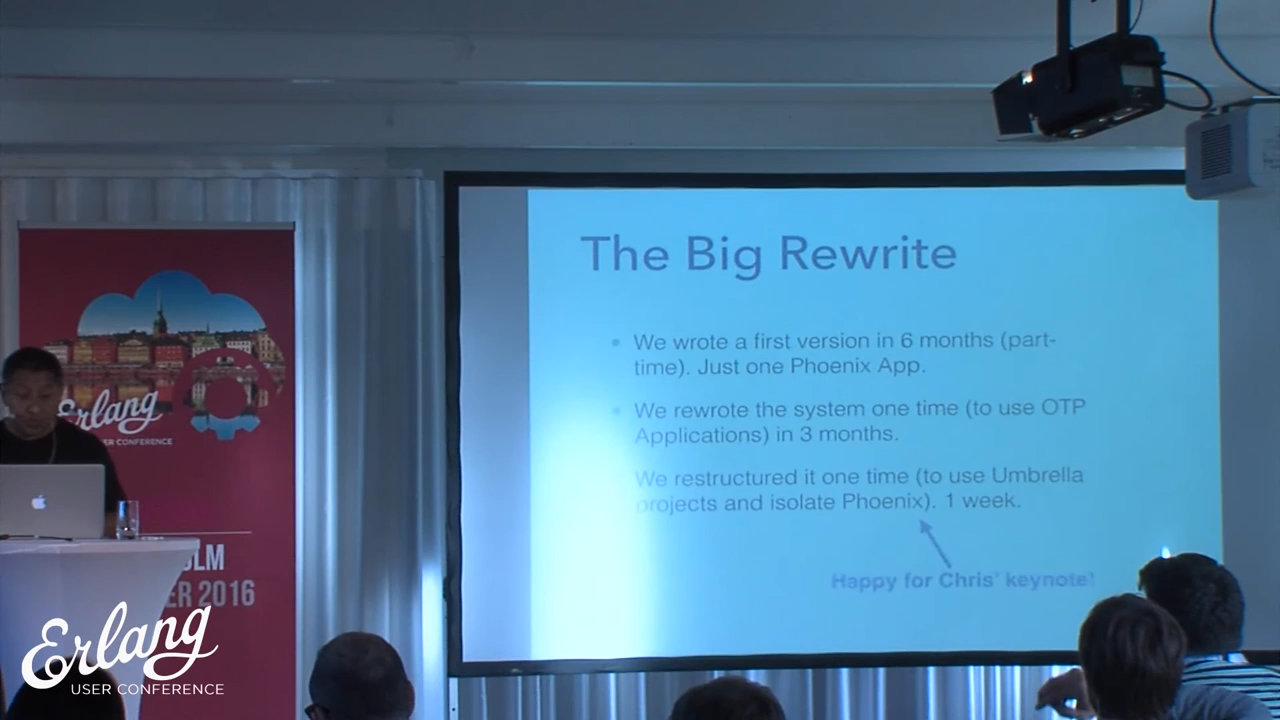 The Big Rewrite
We wrote a first version in 6 months (part-
time). Just one Phoenix App.
We rewrote the system one time (to use OTP
Applications) in 3 months.
We restructured it one time (to use Umbrella
projects and isolate Phoenix). 1 week.
Happy for Chris' keynote!
Erlang
USER CONFERENCE
2016
Erlang
USER CONFERENCE